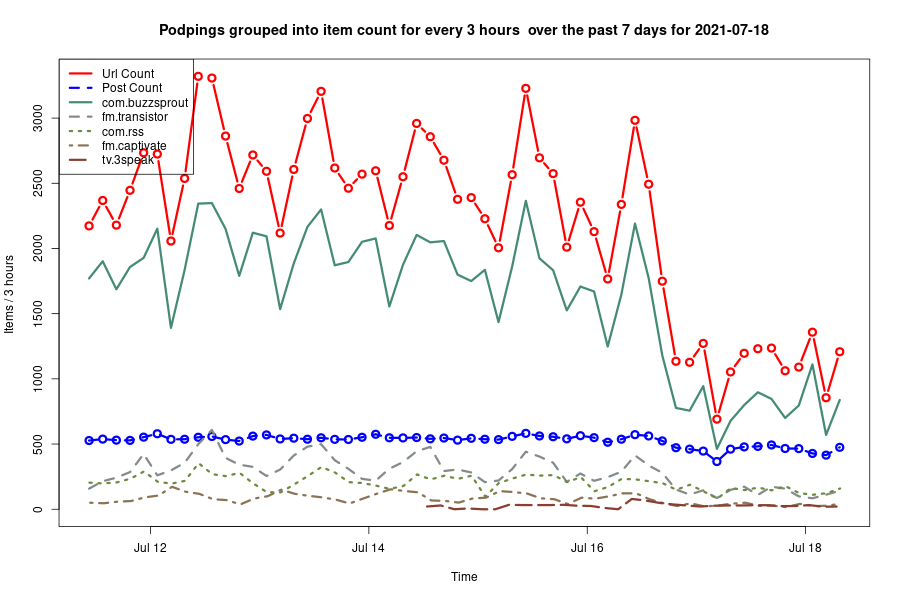 Podpings grouped into item count for every 3 hours  over the past 7 days for 2021-07-18
Url Count
Post Count
com.buzzsprout
fm.transistor
com.rss
fm.captivate
tv.3speak
Items / 3 hours
3000
2500
2000
1500
1000
500
0
Jul 12
Jul 14
Jul 16
Jul 18
Time